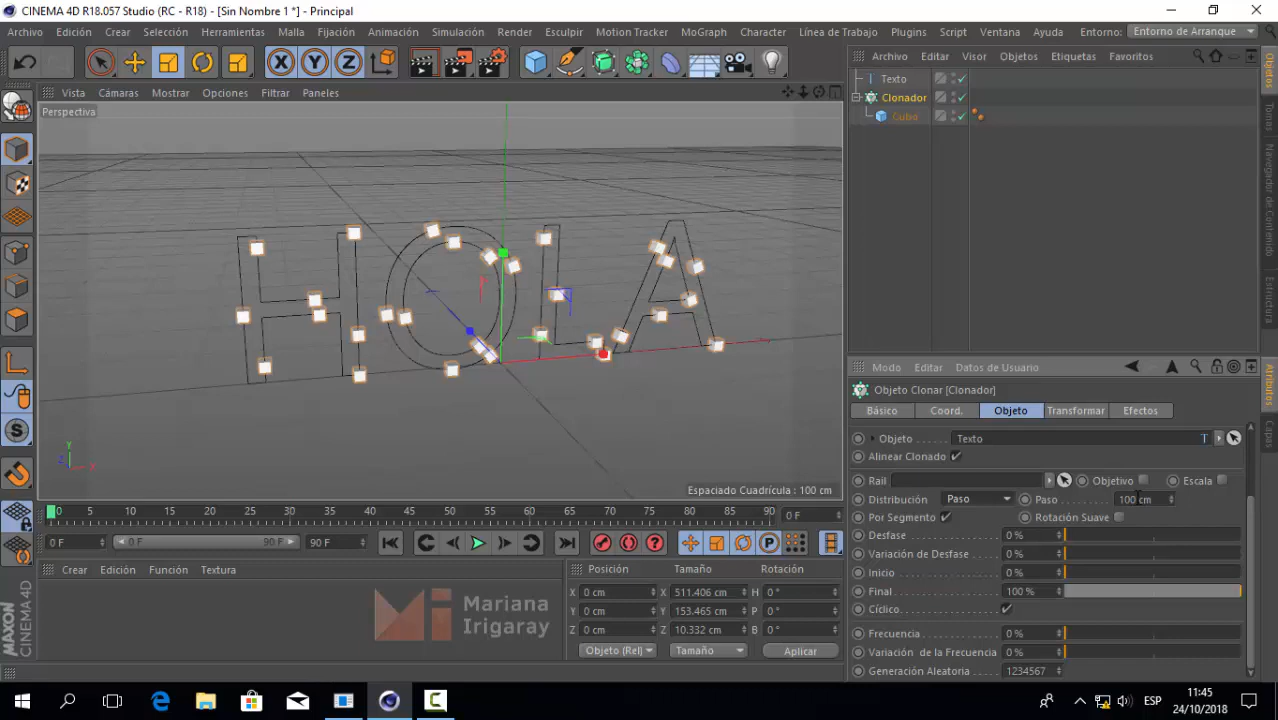 CINEMA 4D R18.057 Studio (RC - R18) - [Sin Nombre 1 *] - Principal
Archivo Edición Crear Selección Herramientas Malla Fijación Animación Simulación Render Esculpir Motion Tracker MoGraph Character Línea de Trabajo Plugins Script Ventana Ayuda Entorno: Entorno de Arranque
X Y Z
Archivo Editar Visor Objetos Etiquetas Favoritos
Vista Cámaras Mostrar Opciones Filtrar Paneles
Perspectiva
Texto
Clonador
Cubo
Objetos
Tomas
Navegador de Contenido
Estructura
HOLA
Y
Z X
Espaciado Cuadrícula : 100 cm
Modo Editar Datos de Usuario
Objeto Clonar [Clonador]
Básico Coord. Objeto Transformar Efectos
Objeto Texto
Alinear Clonado
Rail Objetivo Escala
Distribución Paso Paso 100 cm
Por Segmento Rotación Suave
Desfase 0 %
Variación de Desfase 0 %
Inicio 0 %
Final 100 %
Cíclico
Frecuencia 0 %
Variación de la Frecuencia 0 %
Generación Aleatoria 1234567
Atributos
Capas
0 5 10 15 20 25 30 35 40 45 50 55 60 65 70 75 80 85 90 0 F
0 F 0 F 90 F 90 F
Crear Edición Función Textura
Posición Tamaño Rotación
X 0 cm X 511.406 cm H 0 °
Y 0 cm Y 153.465 cm P 0 °
Z 0 cm Z 10.332 cm B 0 °
Objeto (Rel) Tamaño Aplicar
Mariana
Irigaray
MAXON
CINEMA 4D
ESP
11:45
24/10/2018